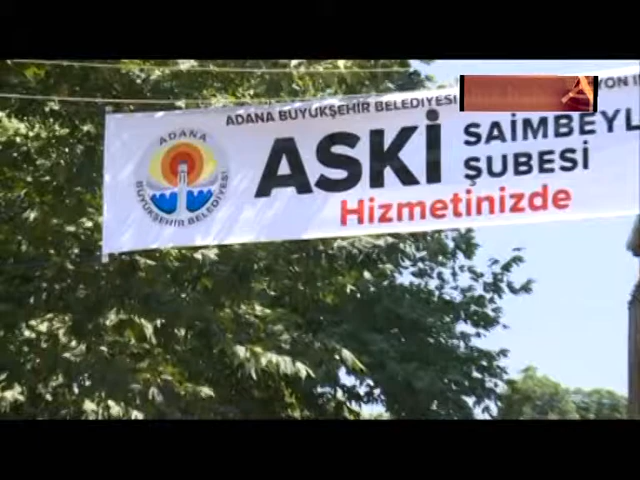 ADANA BÜYÜKŞEHİR BELEDİYESİ
ASKİ SAİMBEYL
ŞUBESİ
Hizmetinizde
ADANA
BÜYÜKŞEHİR BELEDİYESİ